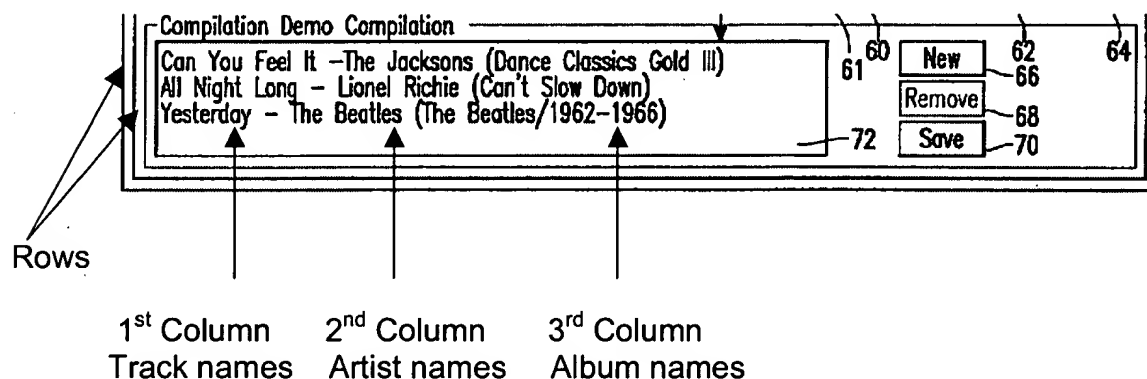 Compilation Demo Compilation
Can You Feel It –The Jacksons (Dance Classics Gold III)
All Night Long – Lionel Richie (Can't Slow Down)
Yesterday – The Beatles (The Beatles/1962–1966)
61 60 62 64
New
66
Remove
68
Save
70
72
Rows
1st Column 2nd Column 3rd Column
Track names Artist names Album names